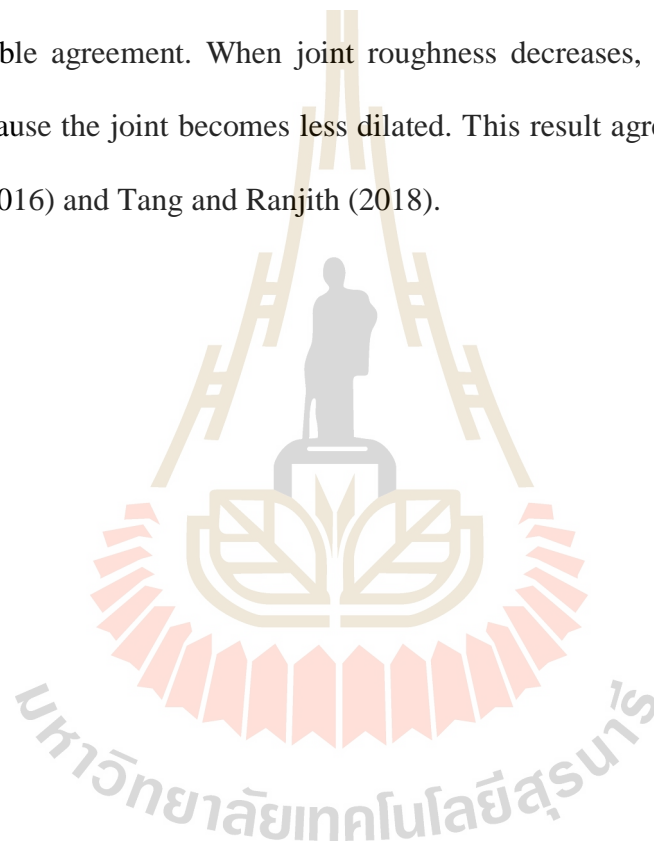 ble agreement. When joint roughness decreases,
ause the joint becomes less dilated. This result agre
016) and Tang and Ranjith (2018).
มหาวิทยาลัยเทคโนโลยีสุรนารี